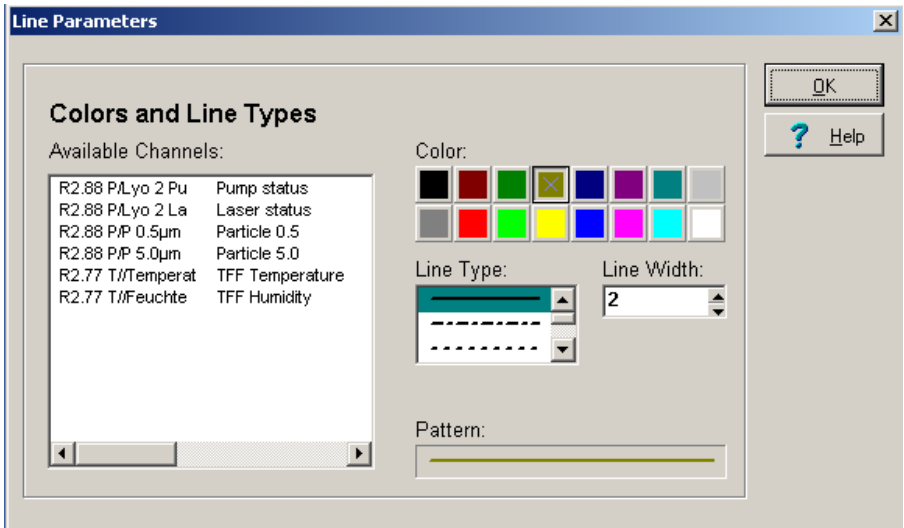 Line Parameters
OK
Help
Colors and Line Types
Available Channels:
R2.88 P/Lyo 2 Pu Pump status
R2.88 P/Lyo 2 La Laser status
R2.88 P/P 0.5µm Particle 0.5
R2.88 P/P 5.0µm Particle 5.0
R2.77 T//Temperat TFF Temperature
R2.77 T//Feuchte TFF Humidity
Color:
Line Type:
Line Width:
2
Pattern: